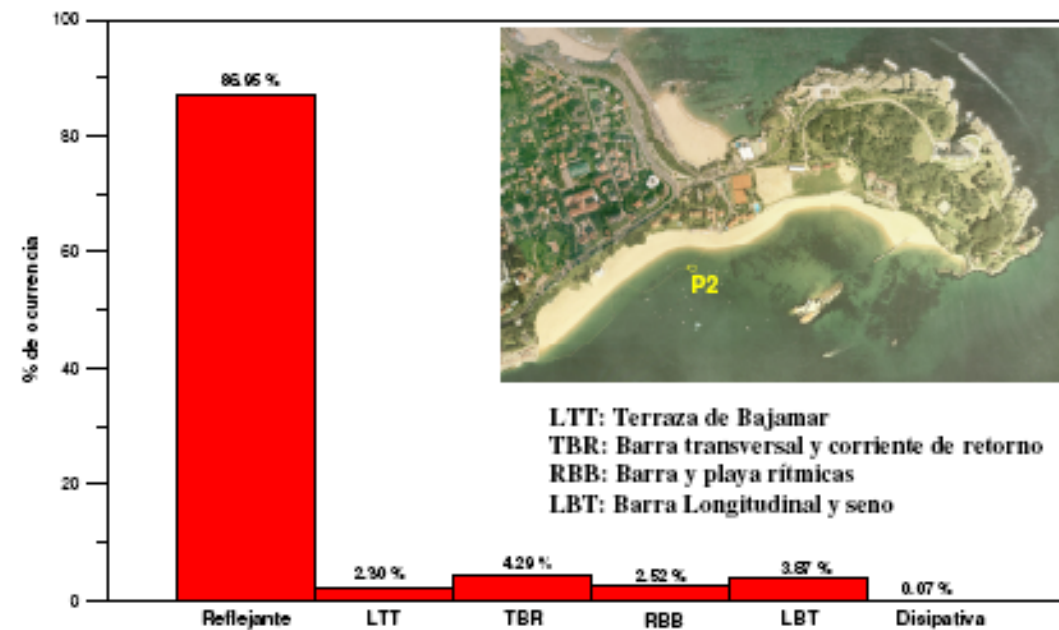 100
80
60
40
20
0
% de ocurrencia
86.95 %
2.30 %
4.29 %
2.52 %
3.87 %
0.07 %
Reflejante
LTT
TBR
RBB
LBT
Disipativa
P2
LTT: Terraza de Bajamar
TBR: Barra transversal y corriente de retorno
RBB: Barra y playa rítmicas
LBT: Barra Longitudinal y seno